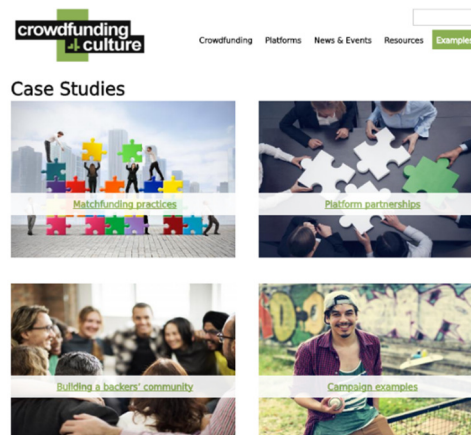 crowdfunding
4 culture
Crowdfunding Platforms News & Events Resources Examples
Case Studies
Matchfunding practices
Platform partnerships
Building a backers' community
Campaign examples